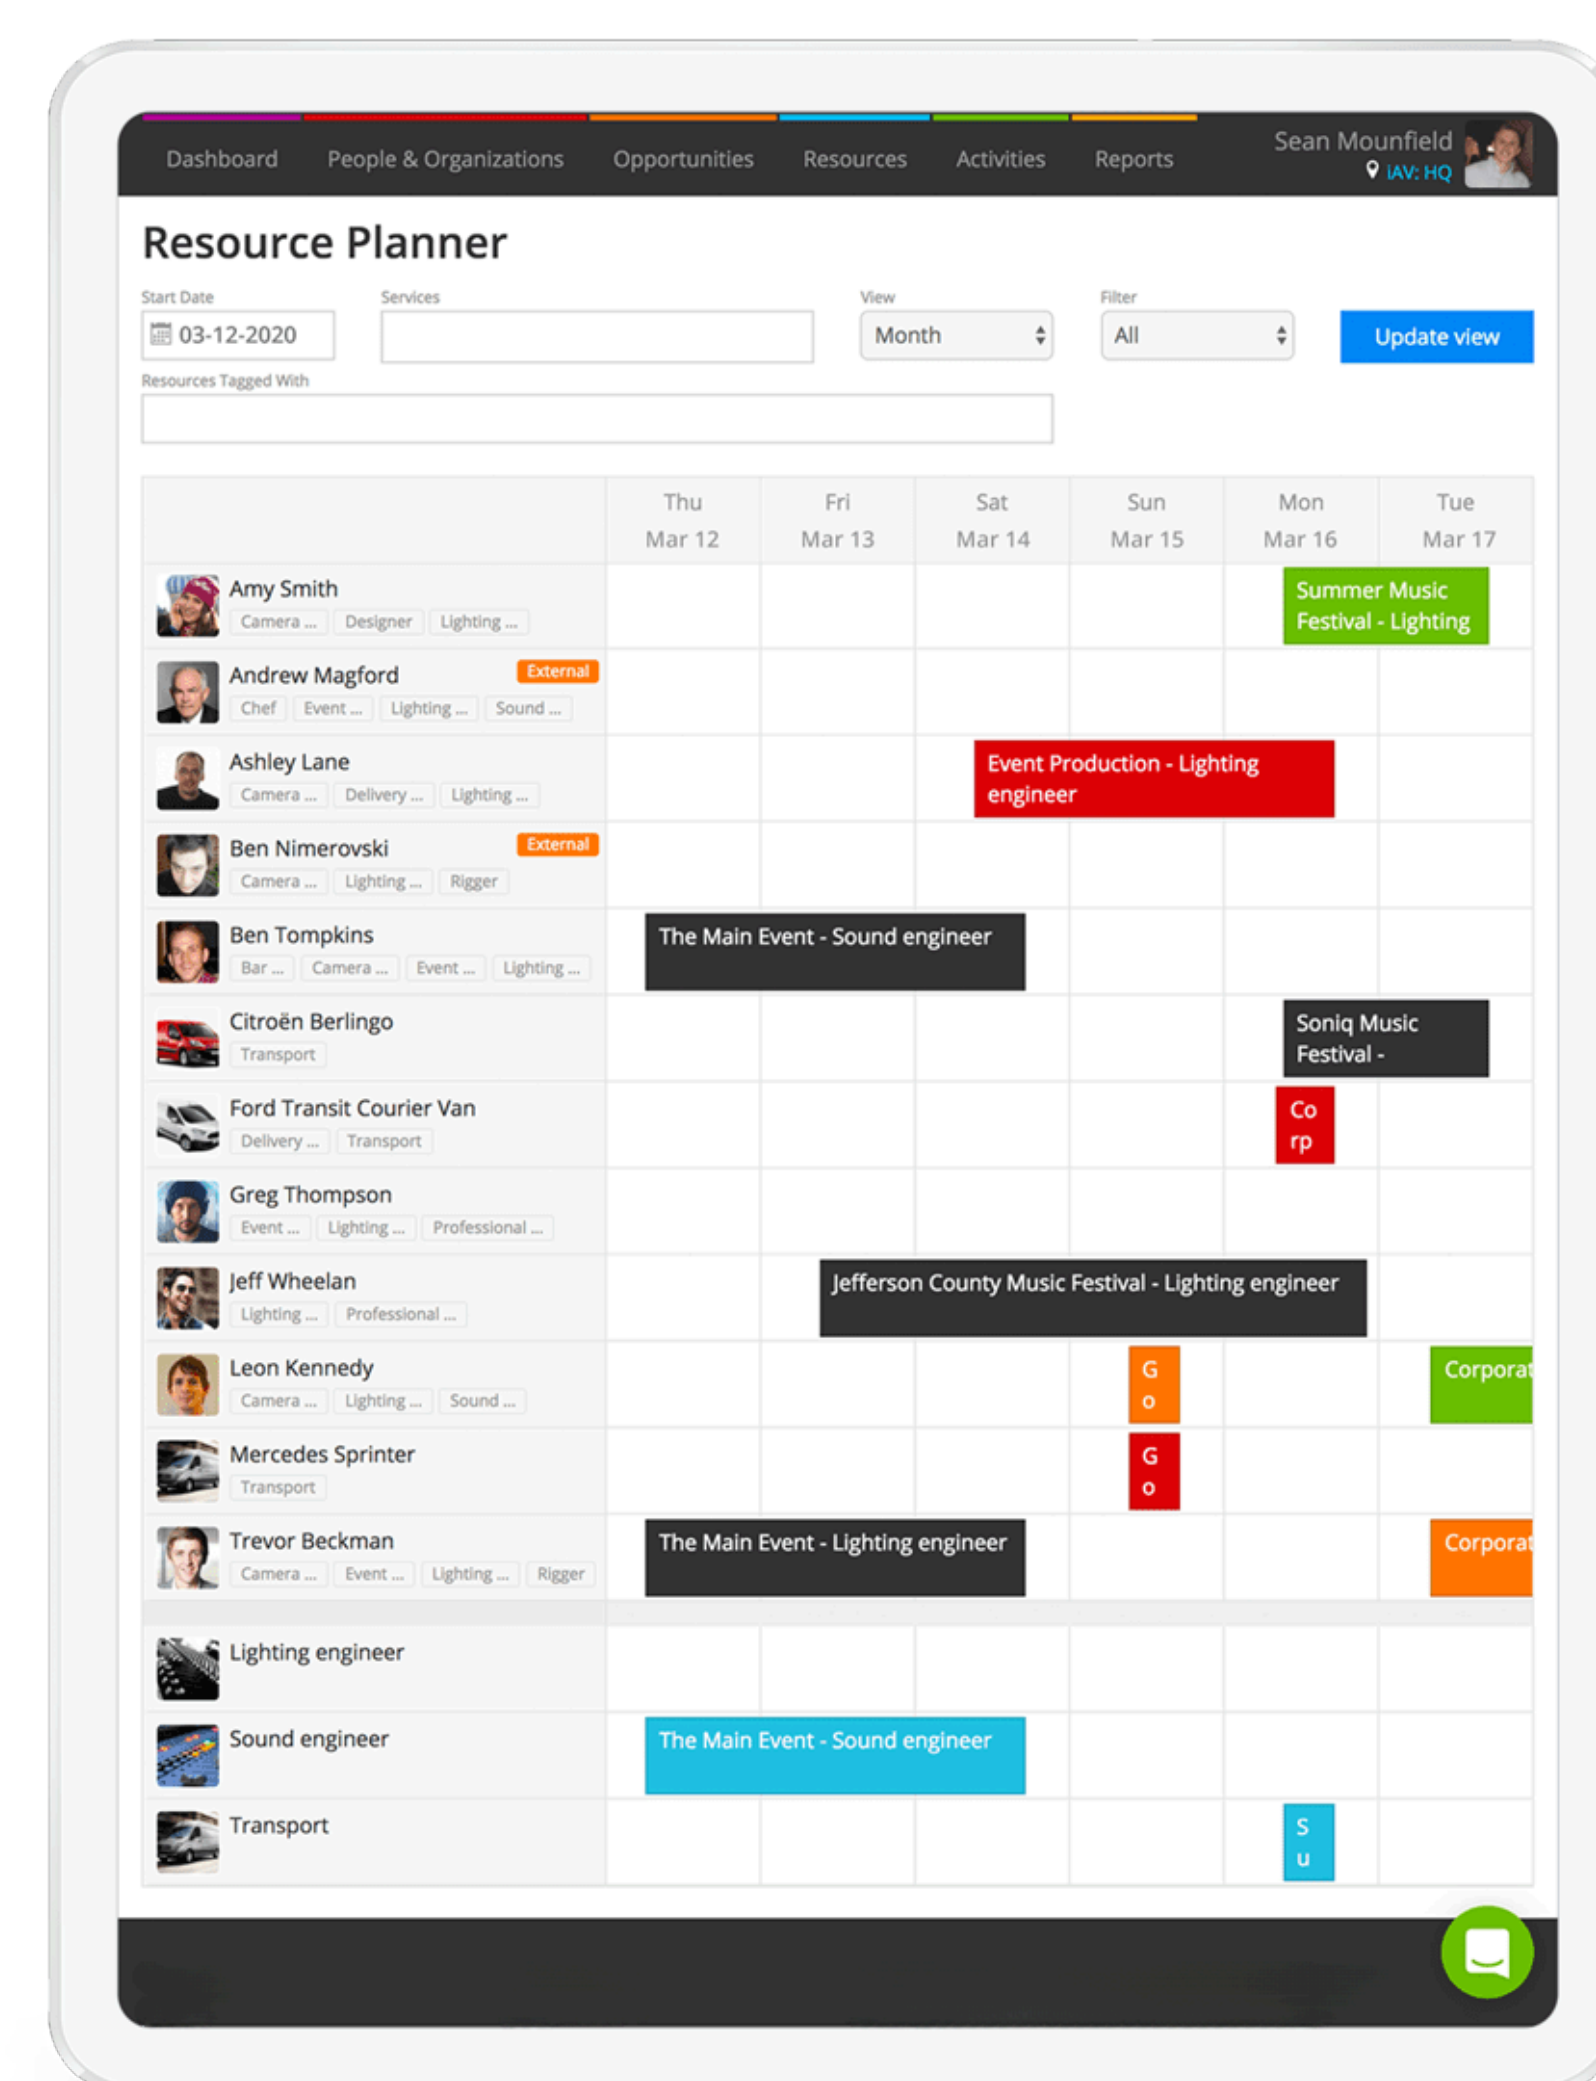 Dashboard People & Organizations Opportunities Resources Activities Reports Sean Mounfield
iAV: HQ
Resource Planner
Start Date Services View Filter
03-12-2020 Month All Update view
Resources Tagged With
Thu Fri Sat Sun Mon Tue
Mar 12 Mar 13 Mar 14 Mar 15 Mar 16 Mar 17
Amy Smith
Camera ... Designer Lighting ...
Summer Music
Festival - Lighting
Andrew Magford External
Chef Event ... Lighting ... Sound ...
Ashley Lane
Camera ... Delivery ... Lighting ...
Event Production - Lighting
engineer
Ben Nimerovski External
Camera ... Lighting ... Rigger
Ben Tompkins
Bar ... Camera ... Event ... Lighting ...
The Main Event - Sound engineer
Citroën Berlingo
Transport
Soniq Music
Festival -
Ford Transit Courier Van
Delivery ... Transport
Co
rp
Greg Thompson
Event ... Lighting ... Professional ...
Jeff Wheelan
Lighting ... Professional ...
Jefferson County Music Festival - Lighting engineer
Leon Kennedy
Camera ... Lighting ... Sound ...
G
o
Corporat
Mercedes Sprinter
Transport
G
o
Trevor Beckman
Camera ... Event ... Lighting ... Rigger
The Main Event - Lighting engineer
Corporat
Lighting engineer
Sound engineer
The Main Event - Sound engineer
Transport
S
u